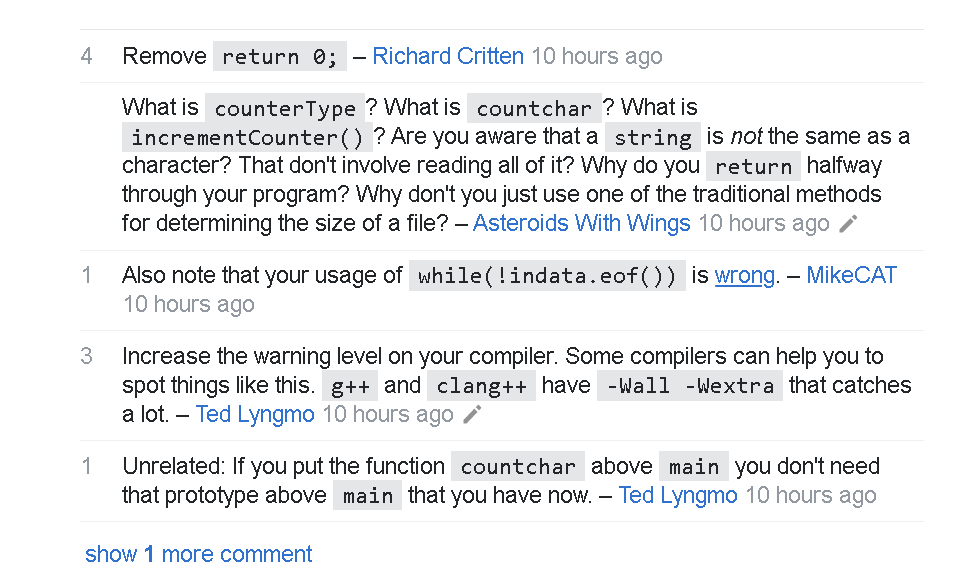 4 Remove return 0; – Richard Critten 10 hours ago
What is counterType? What is countchar? What is
incrementCounter()? Are you aware that a string is not the same as a
character? That don't involve reading all of it? Why do you return halfway
through your program? Why don't you just use one of the traditional methods
for determining the size of a file? – Asteroids With Wings 10 hours ago
1 Also note that your usage of while(!indata.eof()) is wrong. – MikeCAT
10 hours ago
3 Increase the warning level on your compiler. Some compilers can help you to
spot things like this. g++ and clang++ have -Wall -Wextra that catches
a lot. – Ted Lyngmo 10 hours ago
1 Unrelated: If you put the function countchar above main you don't need
that prototype above main that you have now. – Ted Lyngmo 10 hours ago
show 1 more comment